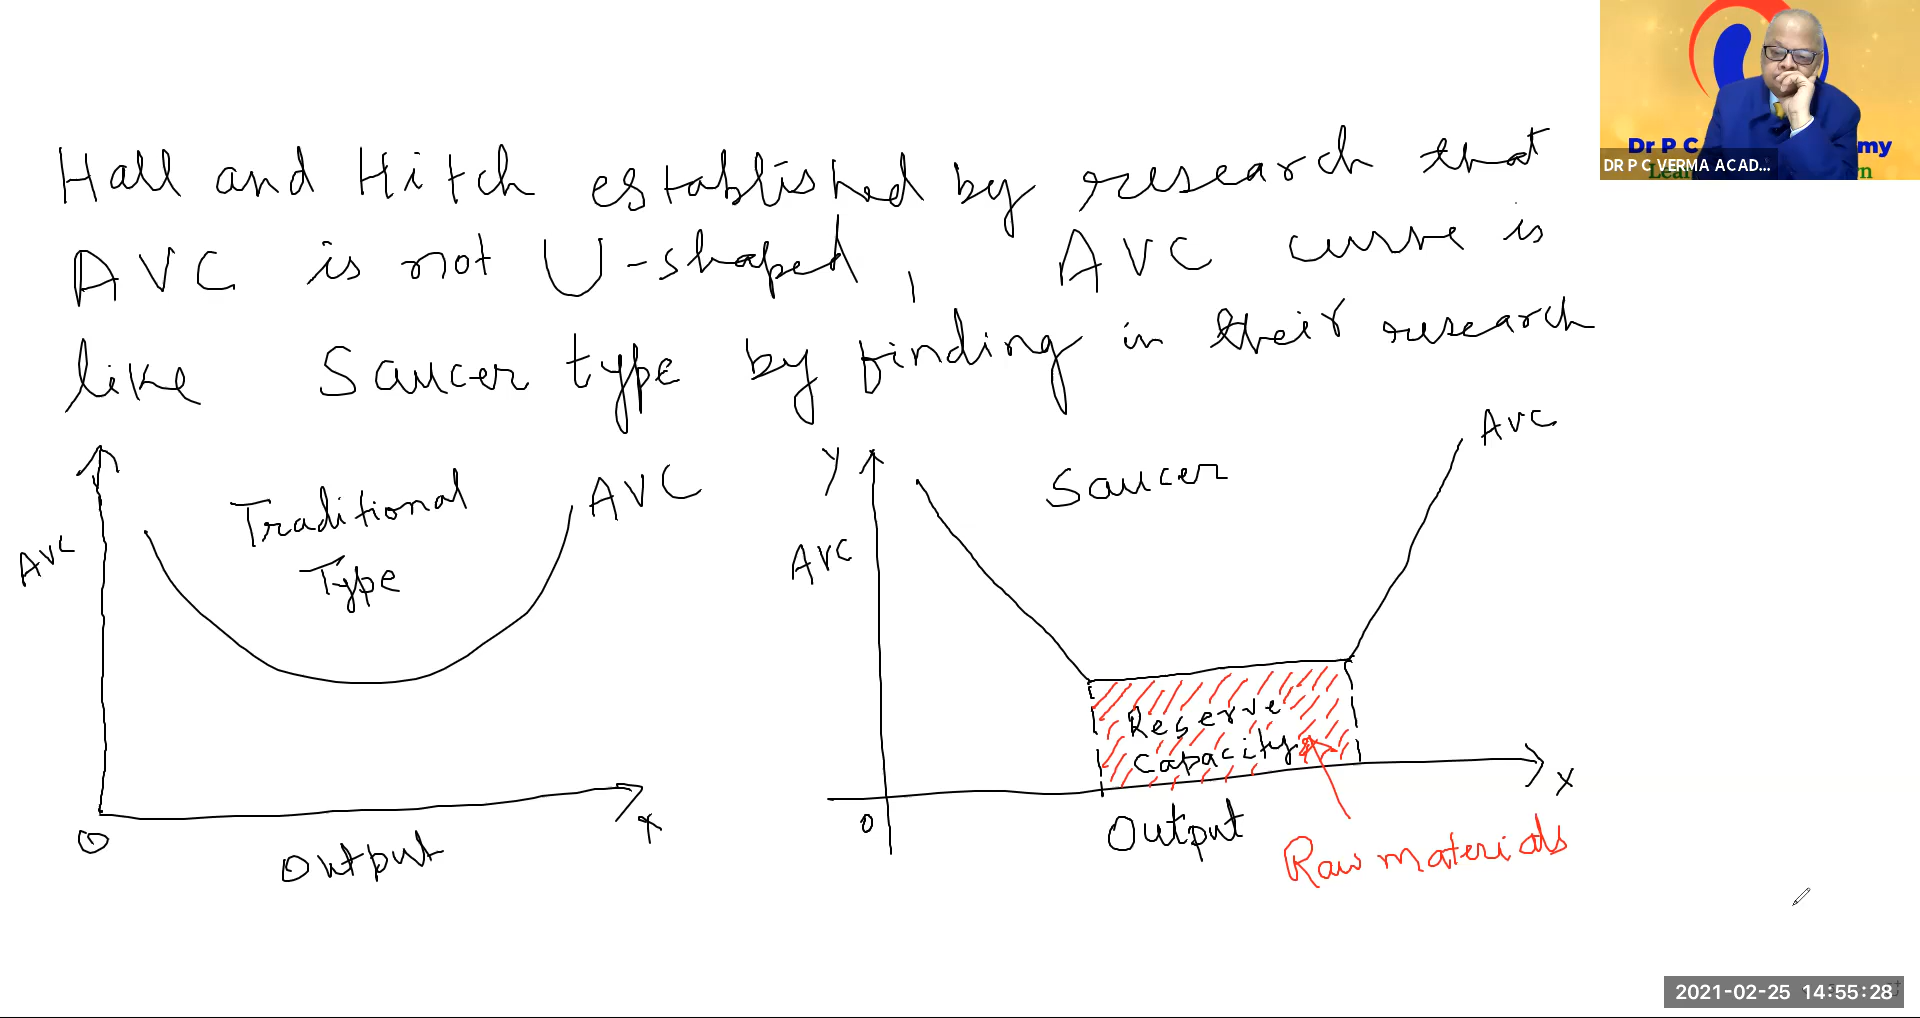 Hall and Hitch established by research that
AVC is not U-shaped, AVC curve is
like Saucer type by finding in their research
AVC
Traditional
Type
AVC
O
Output
X
Y
AVC
Saucer
AVC
Reserve
Capacity
O
Output
X
Raw materials
Dr P C
my
DR P C VERMA ACAD...
2021-02-25 14:55:28